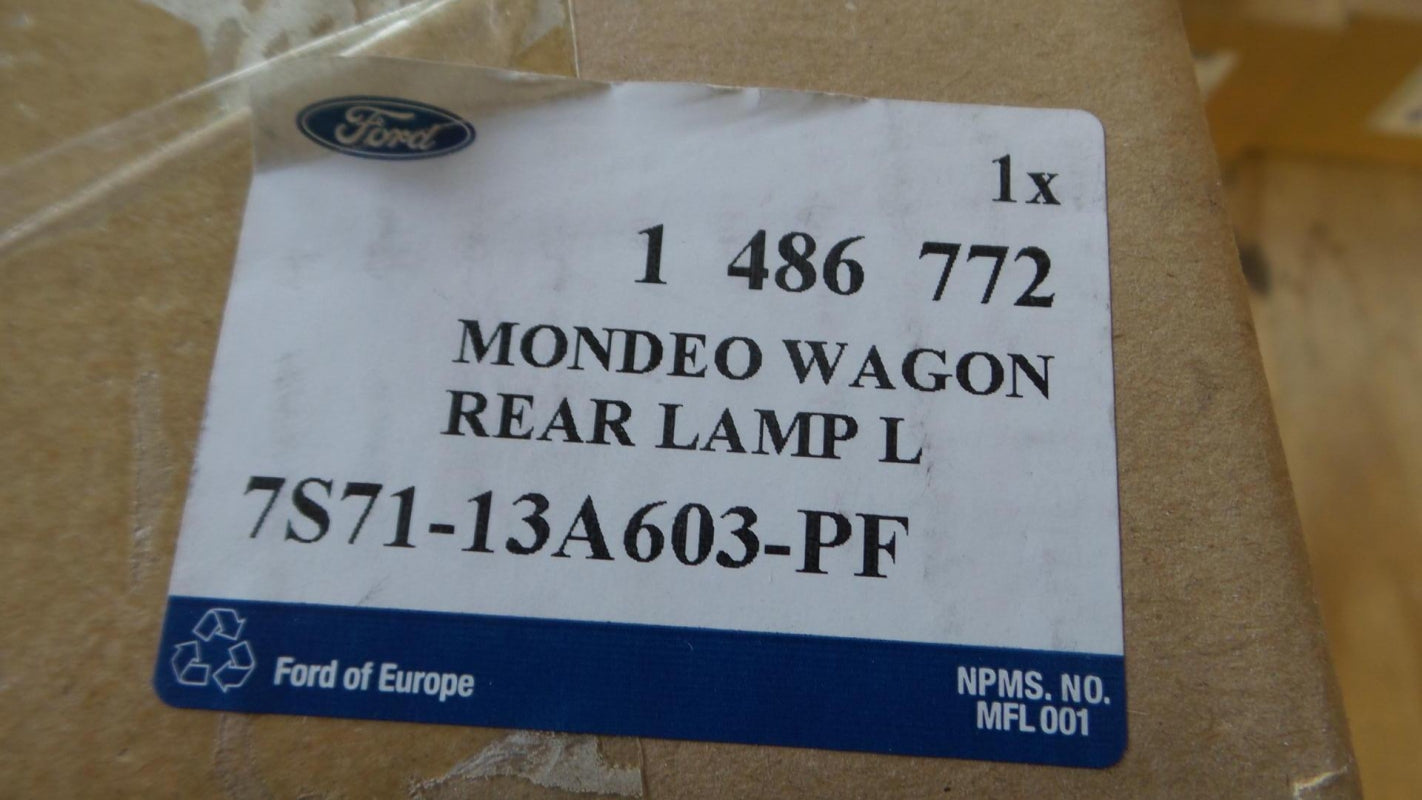 Ford
1x
1 486 772
MONDEO WAGON
REAR LAMP L
7S71-13A603-PF
Ford of Europe
NPMS. NO.
MFL 001